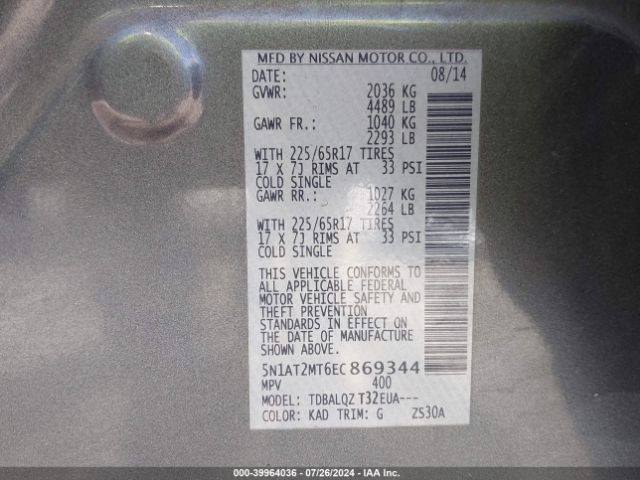 MFD BY NISSAN MOTOR CO., LTD.
DATE: 08/14
GVWR: 2036 KG
4489 LB
GAWR FR.: 1040 KG
2293 LB
WITH 225/65R17 TIRES
17 X 7J RIMS AT 33 PSI
COLD SINGLE
GAWR RR.: 1027 KG
2264 LB
WITH 225/65R17 TIRES
17 X 7J RIMS AT 33 PSI
COLD SINGLE
THIS VEHICLE CONFORMS TO
ALL APPLICABLE FEDERAL
MOTOR VEHICLE SAFETY AND
THEFT PREVENTION
STANDARDS IN EFFECT ON
THE DATE OF MANUFACTURE
SHOWN ABOVE.
5N1AT2MT6EC869344
MPV 400
MODEL: TDBALQZ T32EUA---
COLOR: KAD TRIM: G ZS30A
000-39964036 - 07/26/2024 - IAA Inc.